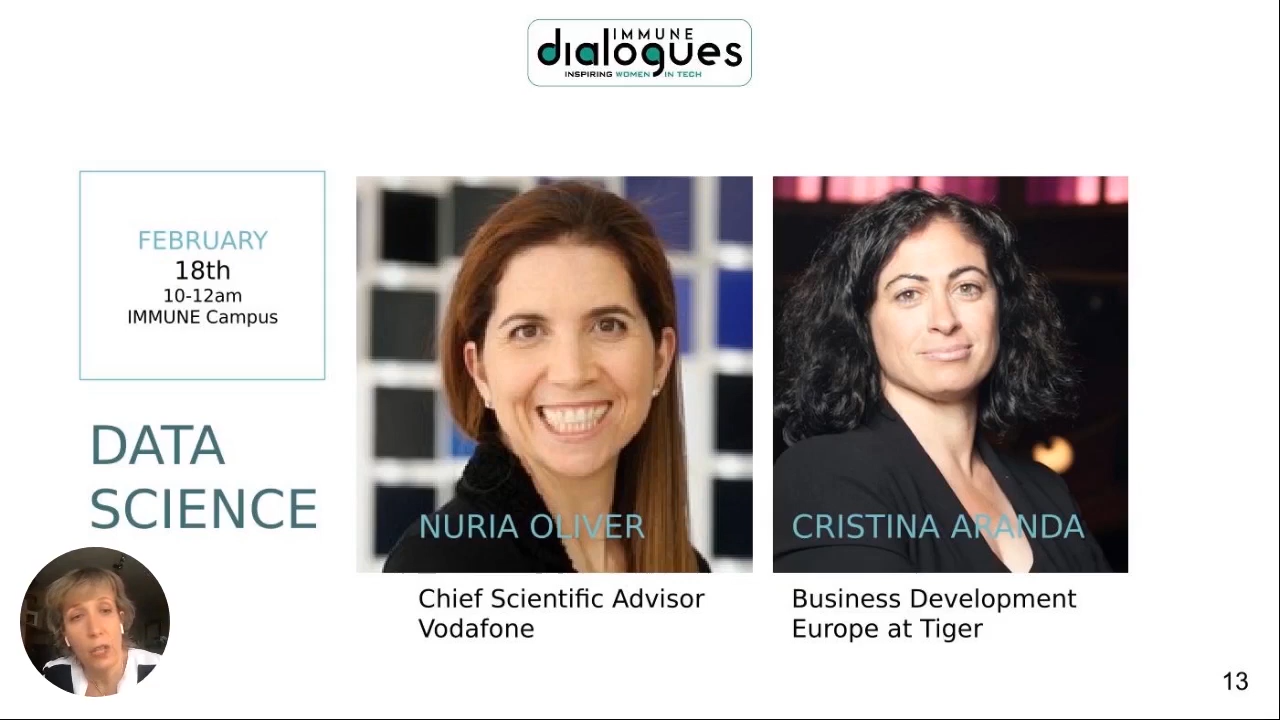 IMMUNE
dialogues
INSPIRING WOMEN IN TECH
FEBRUARY
18th
10-12am
IMMUNE Campus
DATA
SCIENCE
NURIA OLIVER
Chief Scientific Advisor
Vodafone
CRISTINA ARANDA
Business Development
Europe at Tiger
13